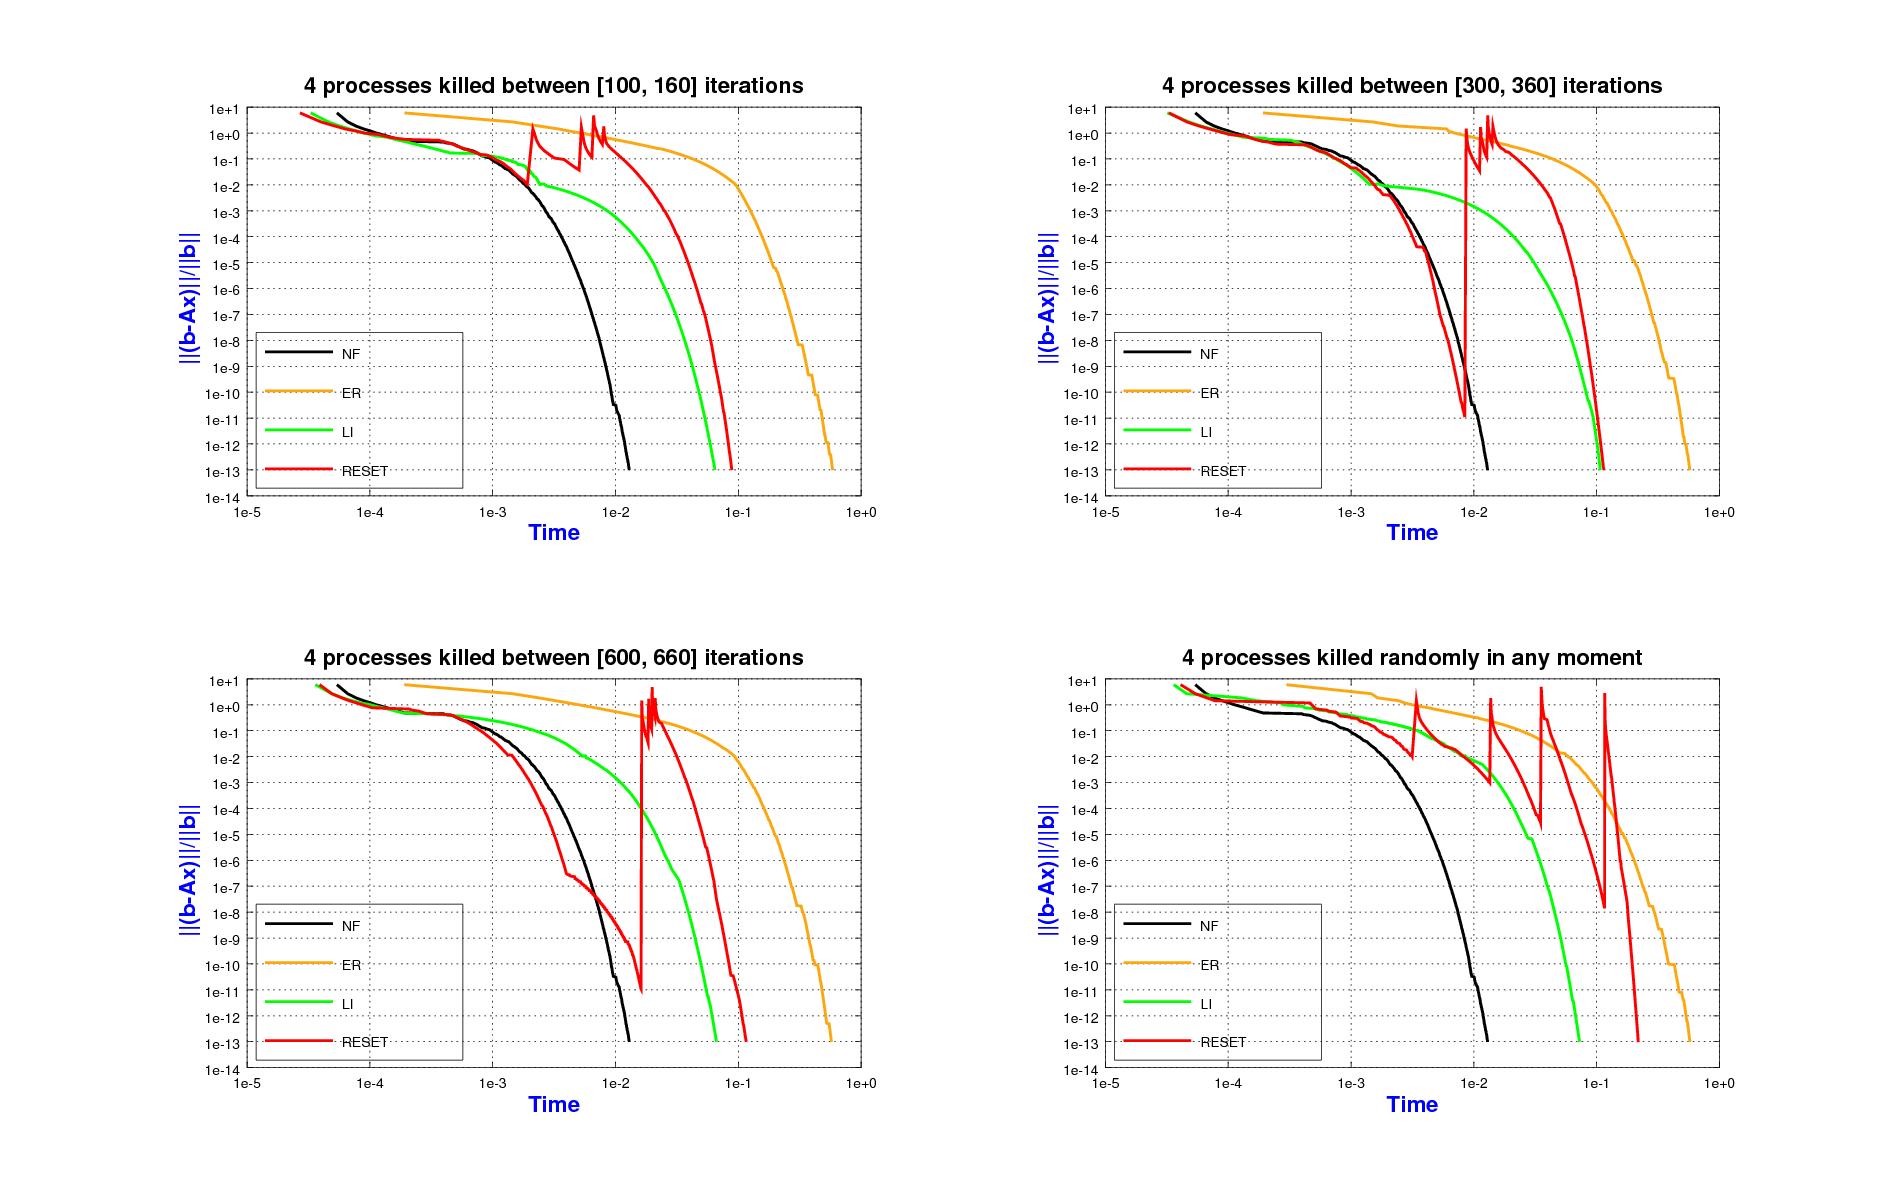 4 processes killed between [100, 160] iterations
1e+1
1e+0
1e-1
1e-2
1e-3
1e-4
1e-5
1e-6
1e-7
1e-8
1e-9
1e-10
1e-11
1e-12
1e-13
1e-14
||(b-Ax)||/||b||
NF
ER
LI
RESET
1e-5 1e-4 1e-3 1e-2 1e-1 1e+0
Time
4 processes killed between [300, 360] iterations
1e+1
1e+0
1e-1
1e-2
1e-3
1e-4
1e-5
1e-6
1e-7
1e-8
1e-9
1e-10
1e-11
1e-12
1e-13
1e-14
||(b-Ax)||/||b||
NF
ER
LI
RESET
1e-5 1e-4 1e-3 1e-2 1e-1 1e+0
Time
4 processes killed between [600, 660] iterations
1e+1
1e+0
1e-1
1e-2
1e-3
1e-4
1e-5
1e-6
1e-7
1e-8
1e-9
1e-10
1e-11
1e-12
1e-13
1e-14
||(b-Ax)||/||b||
NF
ER
LI
RESET
1e-5 1e-4 1e-3 1e-2 1e-1 1e+0
Time
4 processes killed randomly in any moment
1e+1
1e+0
1e-1
1e-2
1e-3
1e-4
1e-5
1e-6
1e-7
1e-8
1e-9
1e-10
1e-11
1e-12
1e-13
1e-14
||(b-Ax)||/||b||
NF
ER
LI
RESET
1e-5 1e-4 1e-3 1e-2 1e-1 1e+0
Time